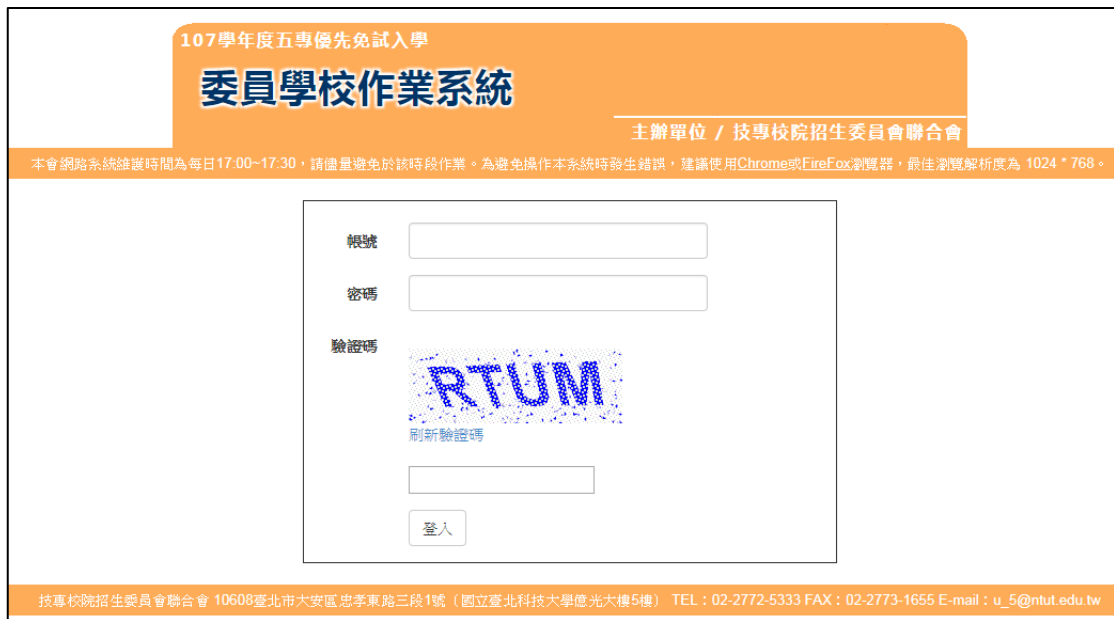 107學年度五專優先免試入學
委員學校作業系統
主辦單位 / 技專校院招生委員會聯合會
本會網路系統維護時間為每日17:00~17:30，請儘量避免於該時段作業。為避免操作本系統時發生錯誤，建議使用Chrome或FireFox瀏覽器，最佳瀏覽解析度為 1024 * 768。
帳號
密碼
驗證碼
RTUM
刷新驗證碼
登入
技專校院招生委員會聯合會 10608臺北市大安區忠孝東路三段1號（國立臺北科技大學億光大樓5樓） TEL：02-2772-5333 FAX：02-2773-1655 E-mail：u_5@ntut.edu.tw